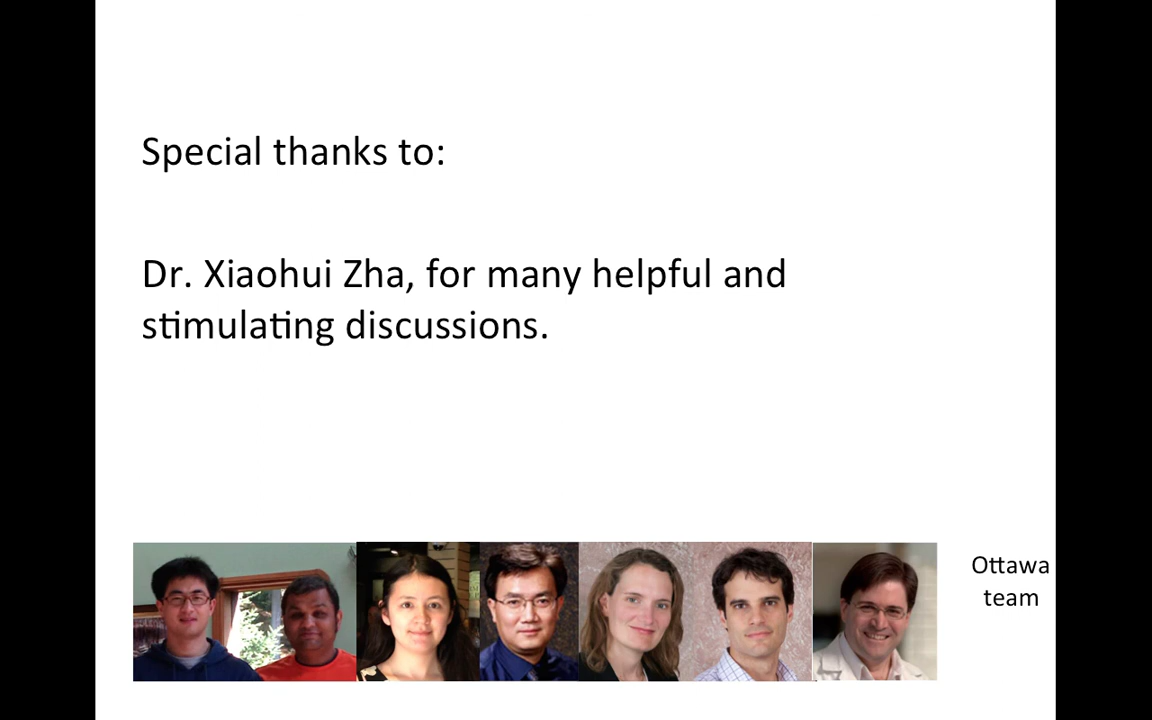 Special thanks to:
Dr. Xiaohui Zha, for many helpful and
stimulating discussions.
Ottawa
team